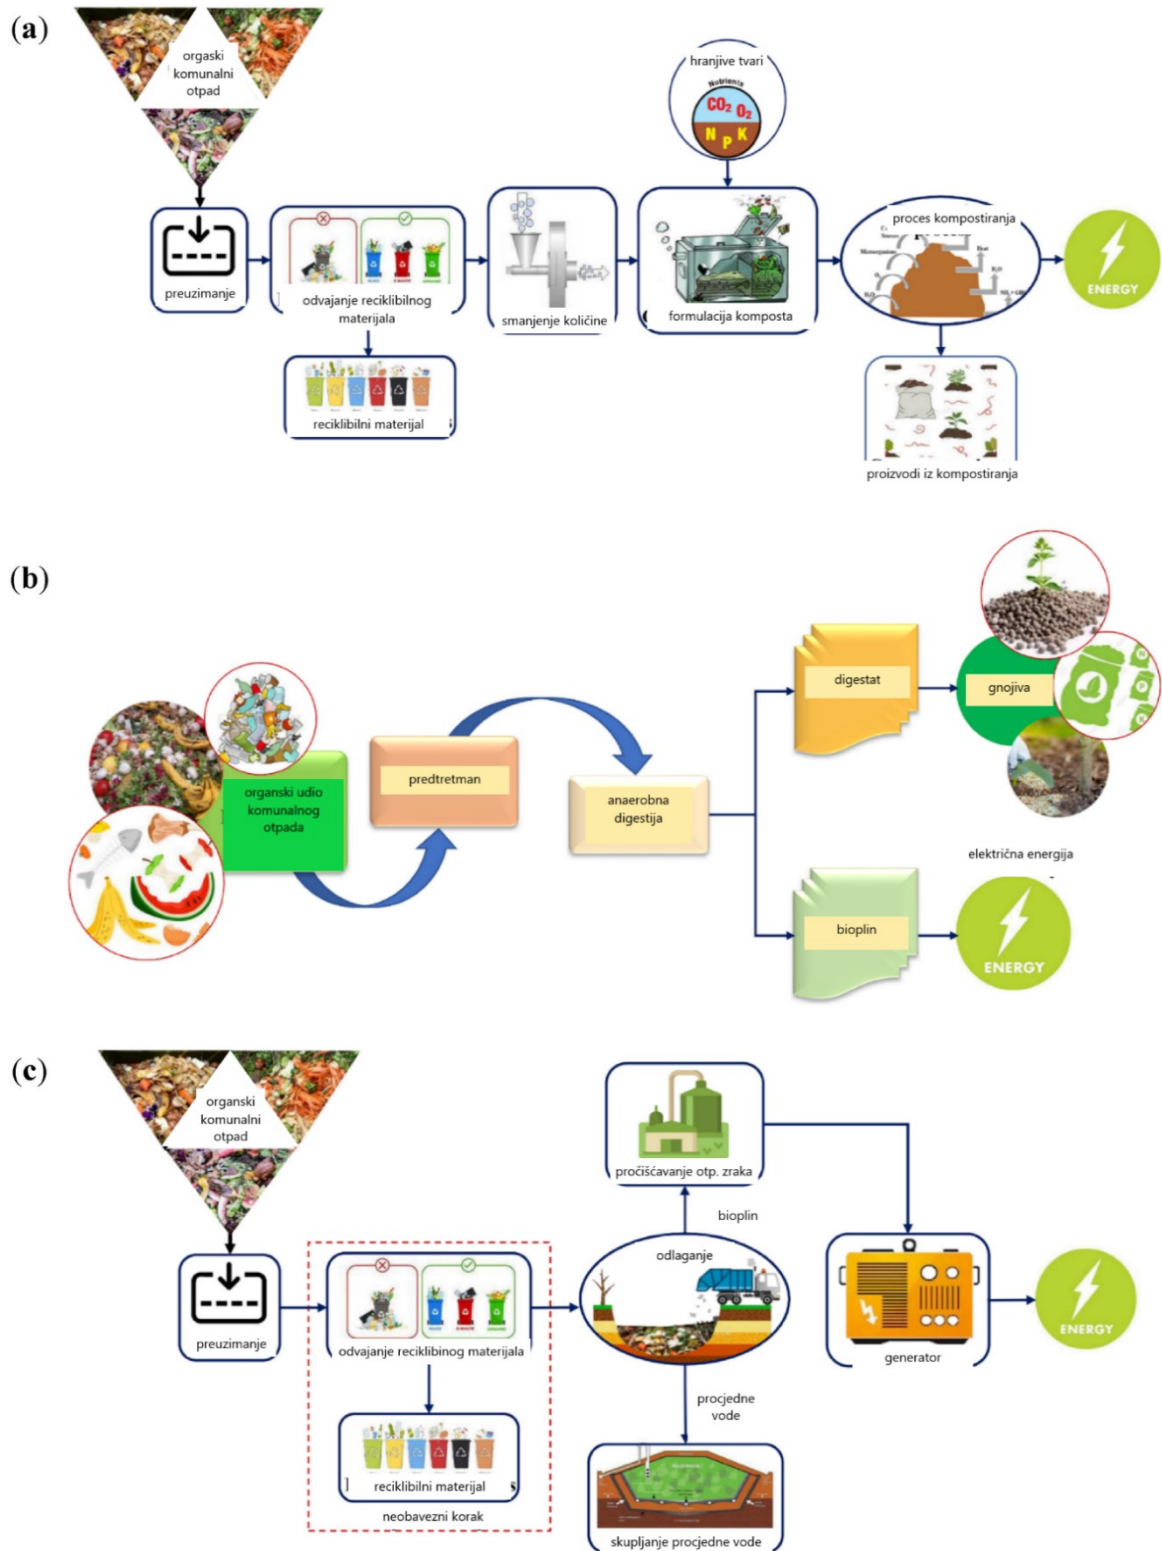 (a)
orgaski
komunalni
otpad
hranjive tvari
Nutrients
CO₂ O₂
N P K
preuzimanje
odvajanje reciklibilnog
materijala
smanjenje količine
formulacija komposta
proces kompostiranja
Heat
H₂O
ENERGY
reciklibilni materijal
proizvodi iz kompostiranja
(b)
digestat
gnojiva
N
P
K
organski udio
komunalnog
otpada
predtretman
anaerobna
digestija
električna energija
bioplin
ENERGY
(c)
organski
komunalni
otpad
pročišćavanje otp. zraka
bioplin
odlaganje
preuzimanje
odvajanje reciklibinog materijala
generator
ENERGY
procjedne
vode
reciklibilni materijal
neobavezni korak
skupljanje procjedne vode